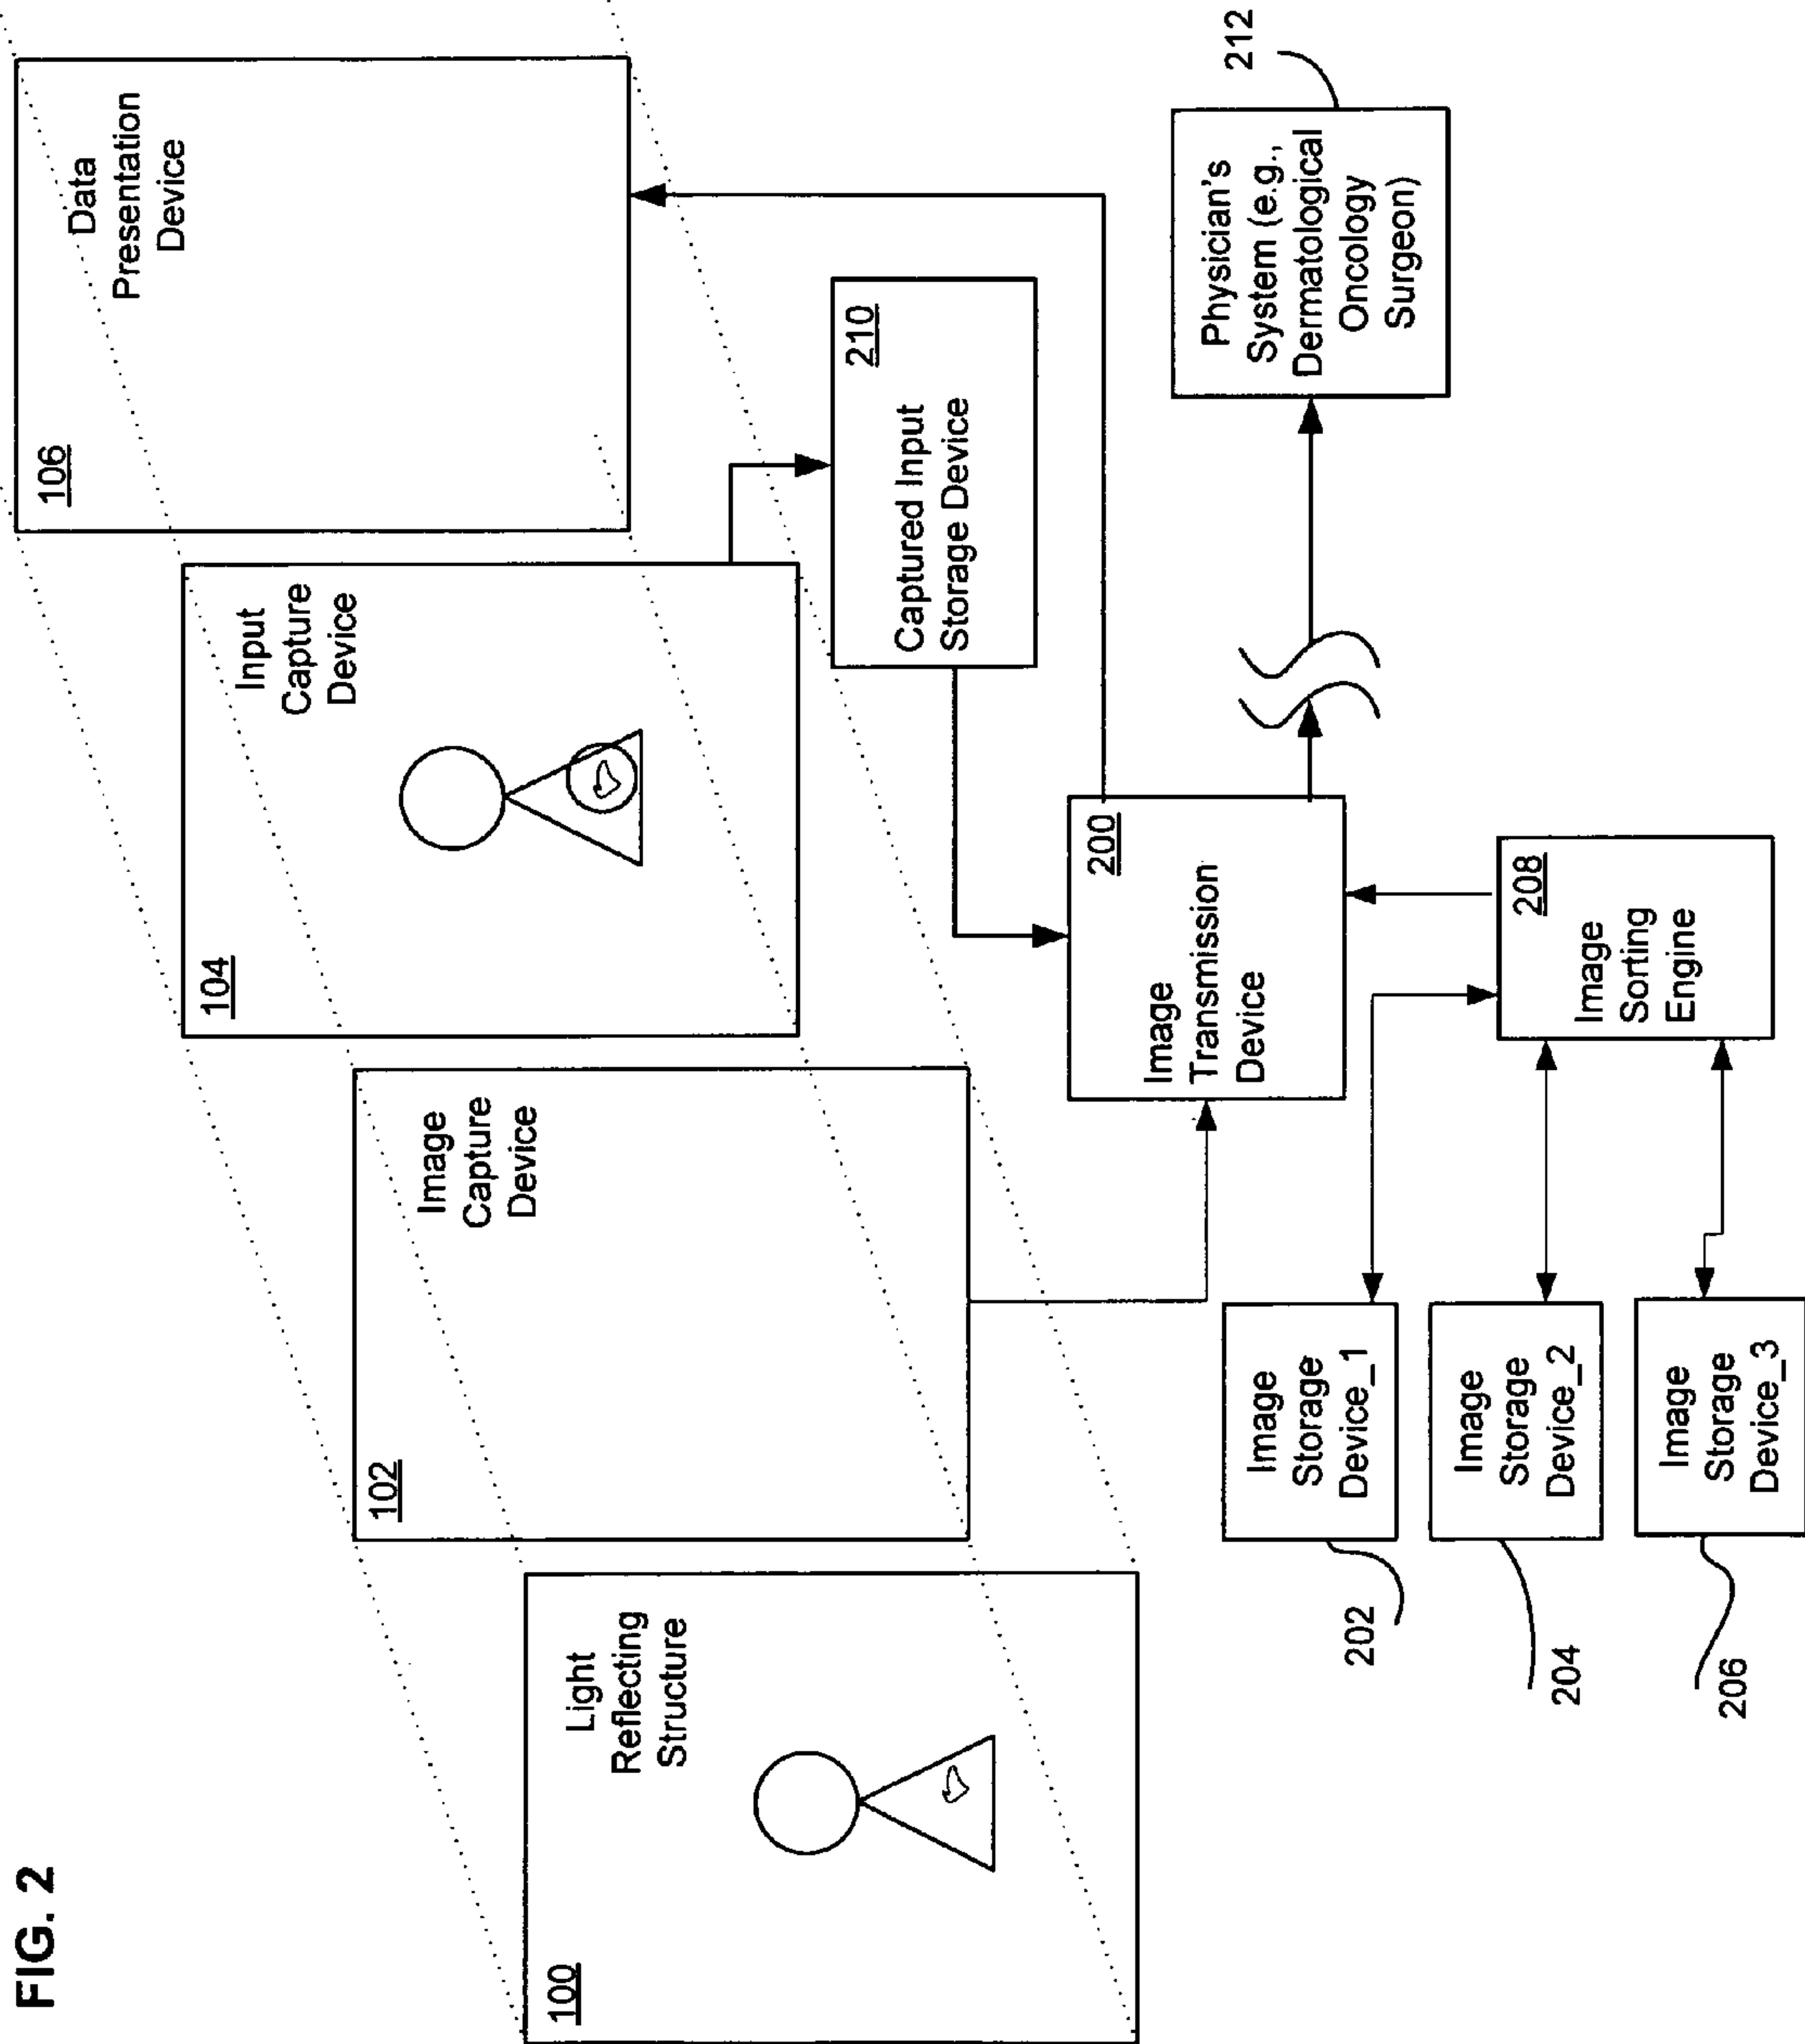 FIG. 2
100
Light
Reflecting
Structure
102
Image
Capture
Device
104
Input
Capture
Device
106
Data
Presentation
Device
210
Captured Input
Storage Device
200
Image
Transmission
Device
212
Physician's
System (e.g.,
Dermatological
Oncology
Surgeon)
208
Image
Sorting
Engine
Image
Storage
Device_1
202
Image
Storage
Device_2
204
Image
Storage
Device_3
206